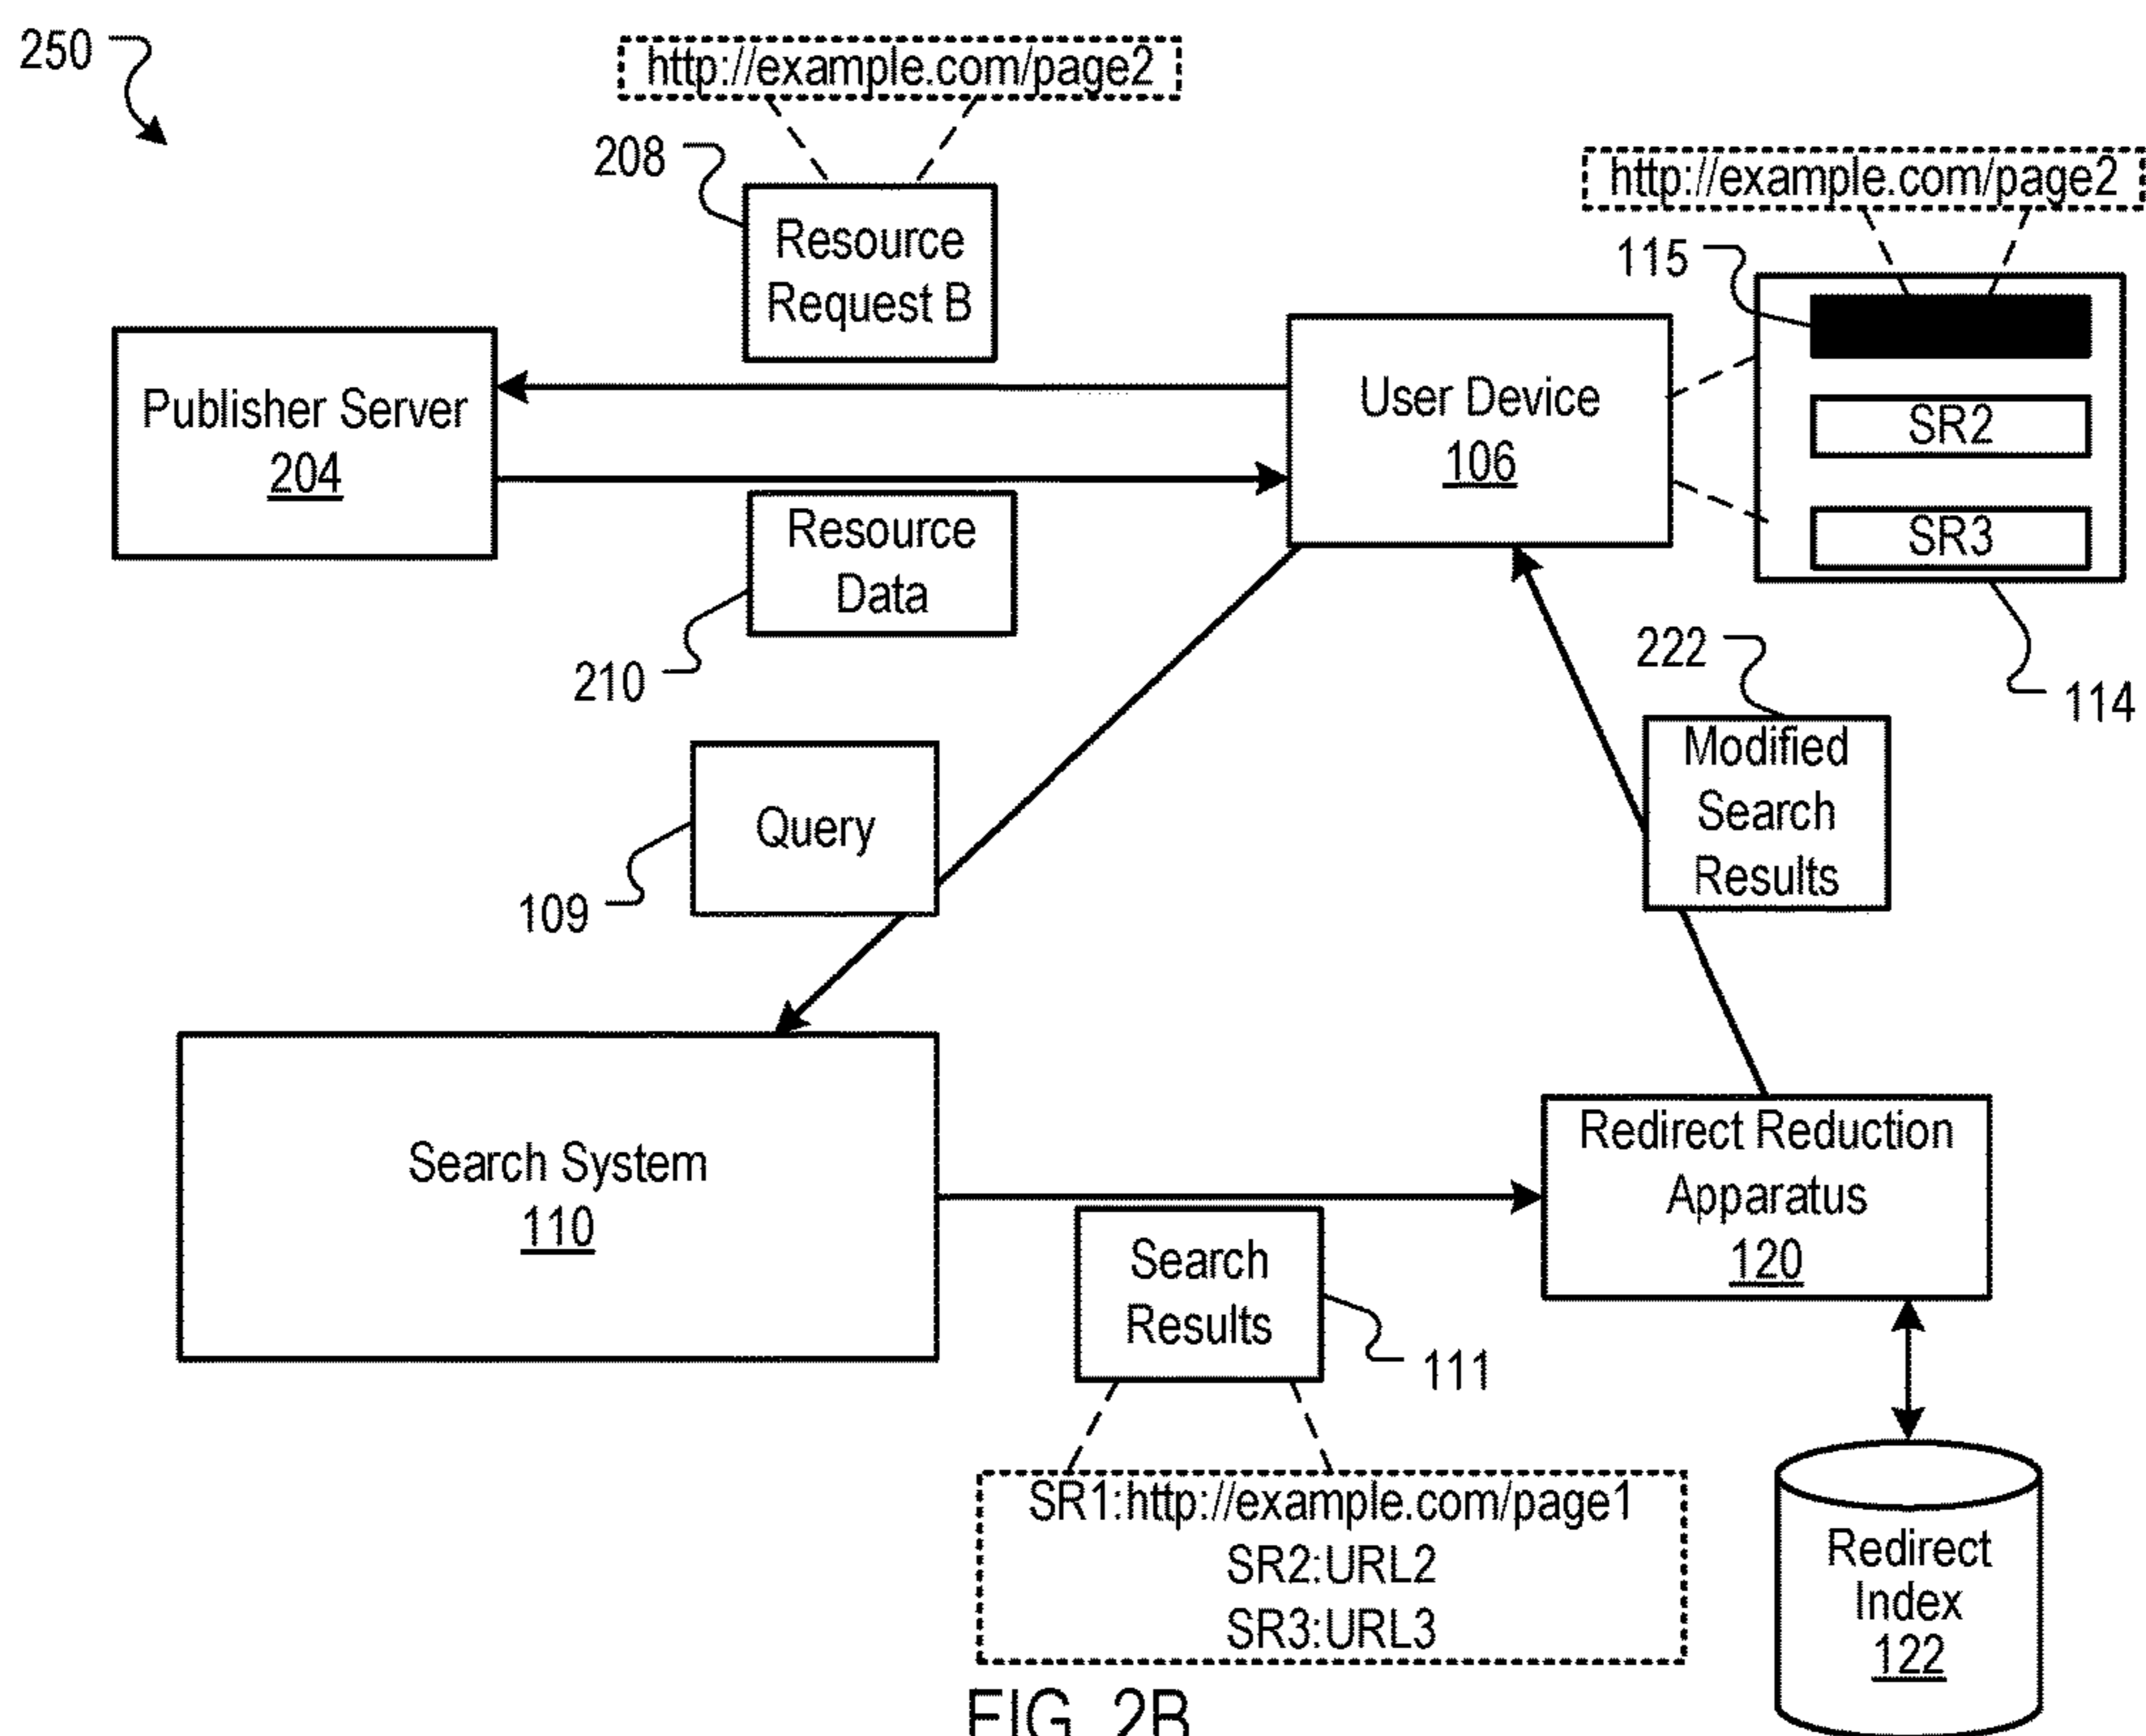 250
http://example.com/page2
208
Resource
Request B
http://example.com/page2
115
Publisher Server
204
User Device
106
SR2
SR3
Resource
Data
210
114
222
Modified
Search
Results
Query
109
Search System
110
Redirect Reduction
Apparatus
120
Search
Results
111
SR1:http://example.com/page1
SR2:URL2
SR3:URL3
Redirect
Index
122
FIG. 2B